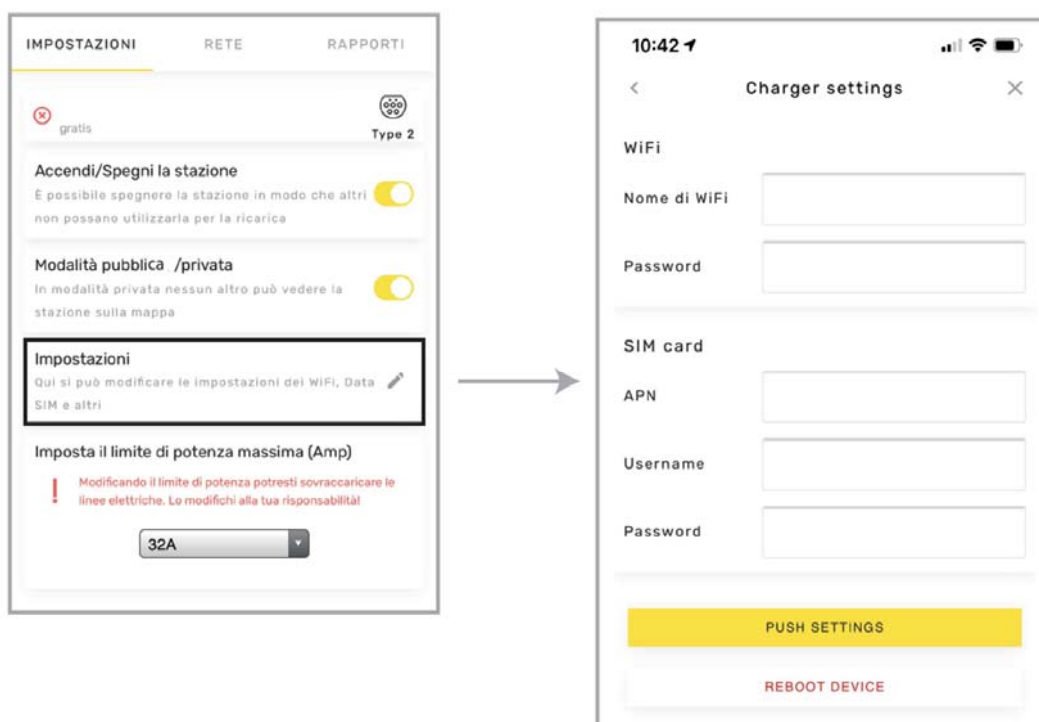 IMPOSTAZIONI RETE RAPPORTI
gratis
Type 2
Accendi/Spegni la stazione
È possibile spegnere la stazione in modo che altri
non possano utilizzarla per la ricarica
Modalità pubblica /privata
In modalità privata nessun altro può vedere la
stazione sulla mappa
Impostazioni
Qui si può modificare le impostazioni dei WiFi, Data
SIM e altri
Imposta il limite di potenza massima (Amp)
! Modificando il limite di potenza potresti sovraccaricare le
linee elettriche. Lo modifichi alla tua risponsabilità!
32A
10:42
Charger settings
WiFi
Nome di WiFi
Password
SIM card
APN
Username
Password
PUSH SETTINGS
REBOOT DEVICE